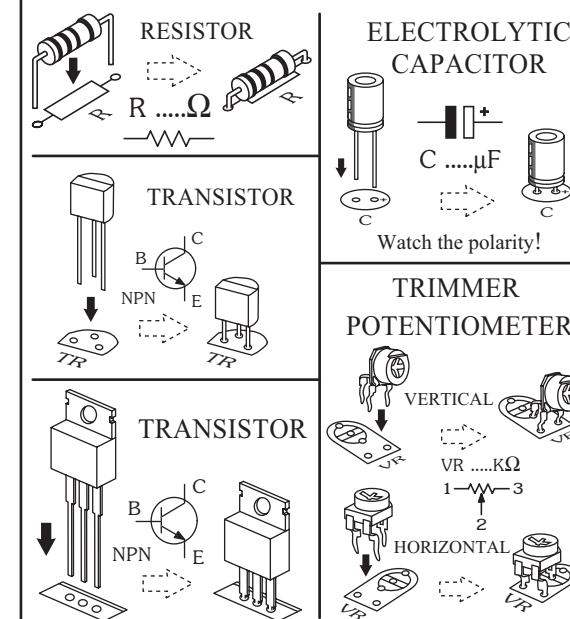 RESISTOR
R
R .....Ω
TRANSISTOR
C
B
NPN
E
TR
TR
TRANSISTOR
C
B
NPN
E
ELECTROLYTIC
CAPACITOR
+
C .....µF
+
C
+
C
Watch the polarity!
TRIMMER
POTENTIOMETER
VERTICAL
VR
VR .....KΩ
1
3
2
HORIZONTAL
VR
VR
R